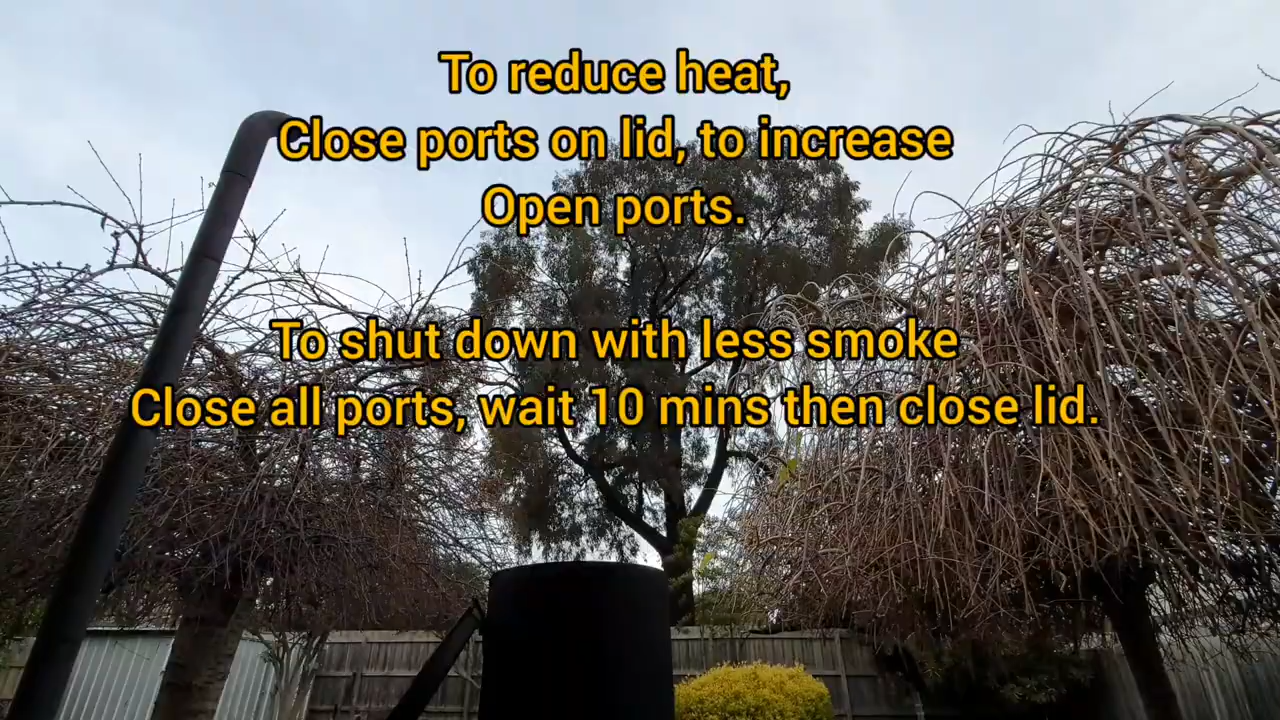 To reduce heat,
Close ports on lid, to increase
Open ports.
To shut down with less smoke
Close all ports, wait 10 mins then close lid.